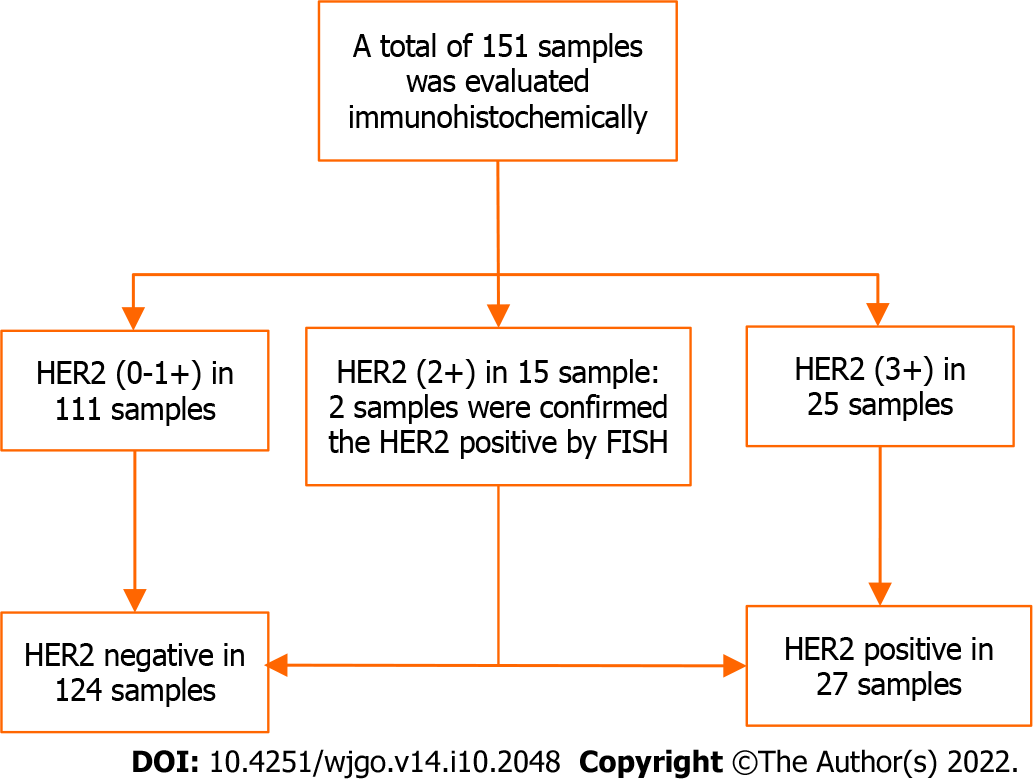 A total of 151 samples
was evaluated
immunohistochemically
HER2 (0-1+) in
111 samples
HER2 (2+) in 15 sample:
2 samples were confirmed
the HER2 positive by FISH
HER2 (3+) in
25 samples
HER2 negative in
124 samples
HER2 positive in
27 samples
DOI: 10.4251/wjgo.v14.i10.2048 Copyright ©The Author(s) 2022.